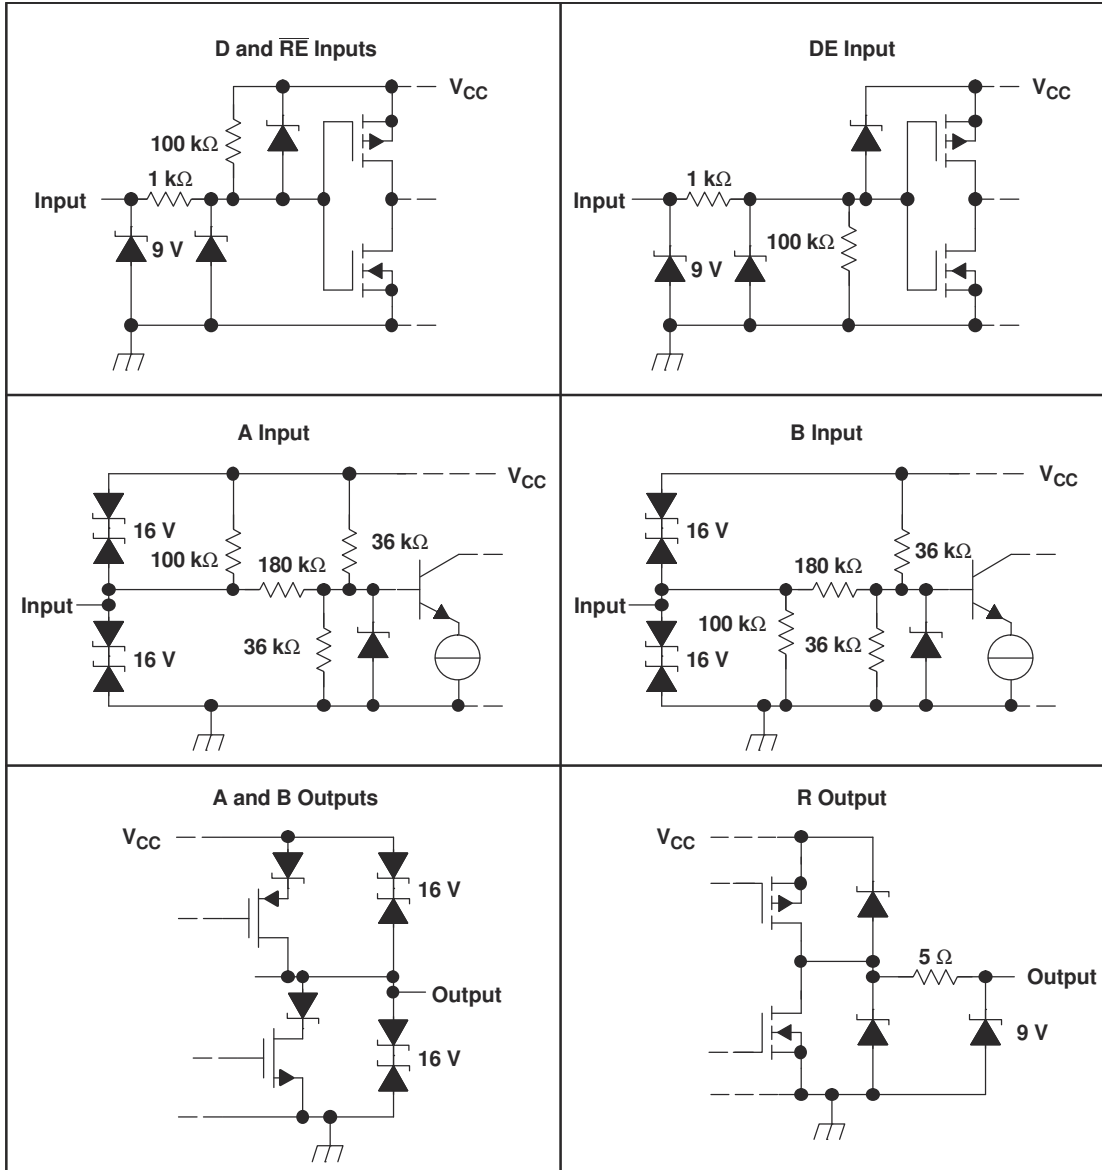 D and RE Inputs
VCC
100 kΩ
1 kΩ
Input
9 V
DE Input
VCC
1 kΩ
Input
100 kΩ
9 V
A Input
VCC
16 V
36 kΩ
100 kΩ
180 kΩ
Input
36 kΩ
16 V
B Input
VCC
16 V
36 kΩ
180 kΩ
Input
100 kΩ
36 kΩ
16 V
A and B Outputs
VCC
16 V
Output
16 V
R Output
VCC
5 Ω
Output
9 V